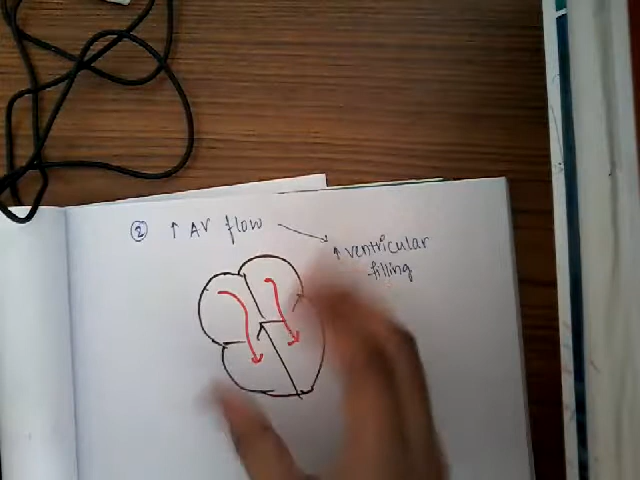 ② ↑ AV flow
↑ ventricular
filling